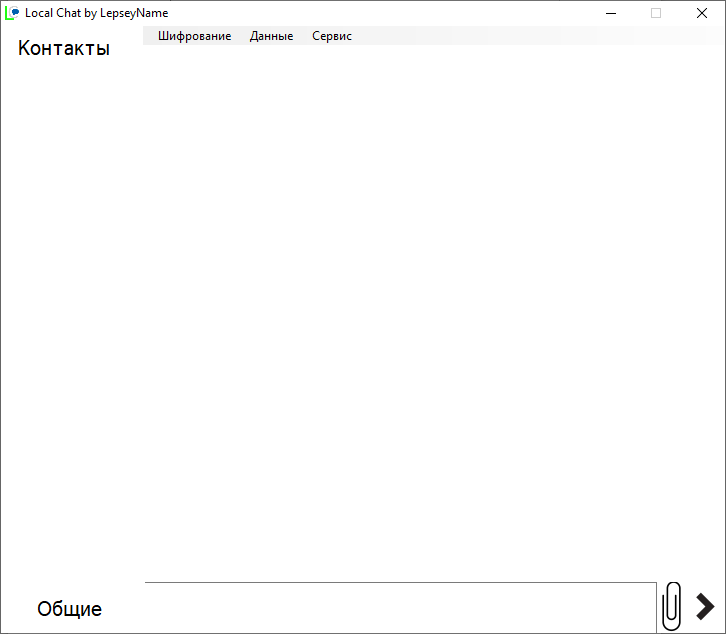 Local Chat by LepseyName
Контакты
Шифрование Данные Сервис
Общие